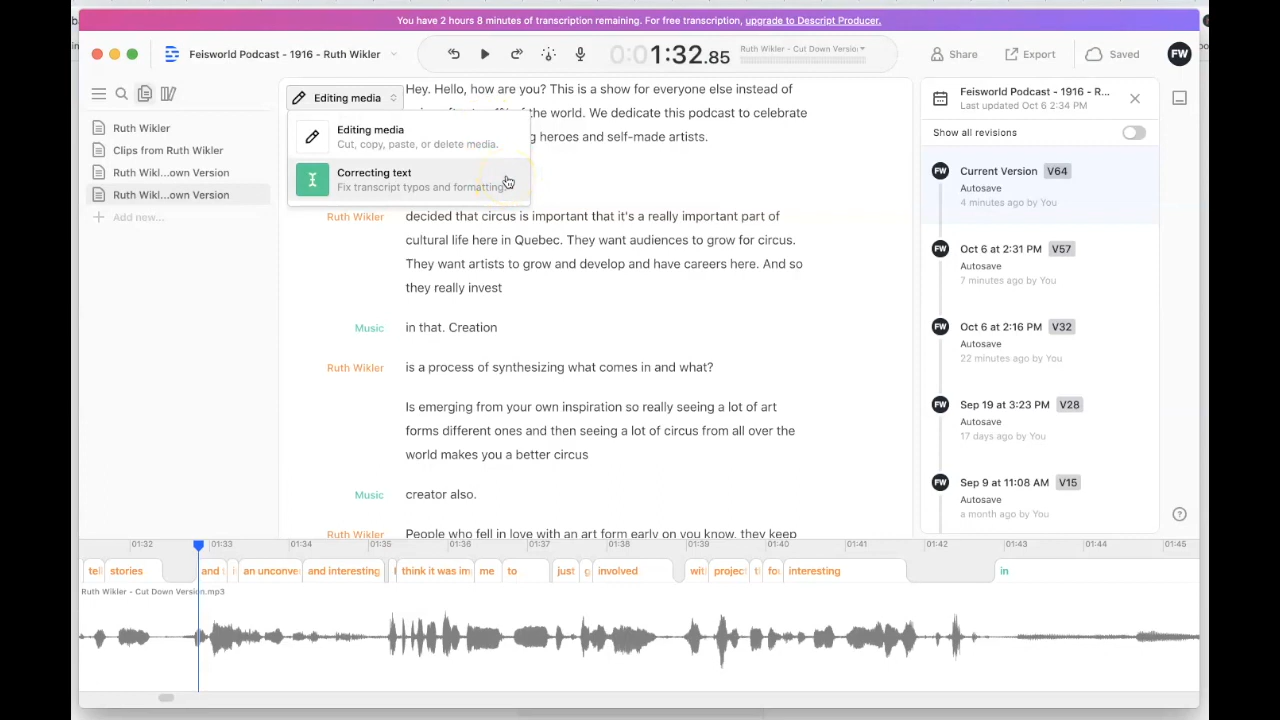 You have 2 hours 8 minutes of transcription remaining. For free transcription, upgrade to Descript Producer.
Feisworld Podcast - 1916 - Ruth Wikler
0:01:32.85
Ruth Wikler - Cut Down Versio
Share
Export
Saved
FW
Editing media
Editing media
Cut, copy, paste, or delete media.
Correcting text
Fix transcript typos and formatting
Ruth Wikler
Clips from Ruth Wikler
Ruth Wikl...own Version
Ruth Wikl...own Version
Add new...
Hey. Hello, how are you? This is a show for everyone else instead of
of the world. We dedicate this podcast to celebrate
heroes and self-made artists.
Ruth Wikler
decided that circus is important that it's a really important part of
cultural life here in Quebec. They want audiences to grow for circus.
They want artists to grow and develop and have careers here. And so
they really invest
Music
in that. Creation
Ruth Wikler
is a process of synthesizing what comes in and what?
Is emerging from your own inspiration so really seeing a lot of art
forms different ones and then seeing a lot of circus from all over the
world makes you a better circus
Music
creator also.
Ruth Wikler
People who fell in love with an art form early on you know, they keep
Feisworld Podcast - 1916 - R...
Last updated Oct 6 2:34 PM
Show all revisions
FW
Current Version V64
Autosave
4 minutes ago by You
FW
Oct 6 at 2:31 PM V57
Autosave
7 minutes ago by You
FW
Oct 6 at 2:16 PM V32
Autosave
22 minutes ago by You
FW
Sep 19 at 3:23 PM V28
Autosave
17 days ago by You
FW
Sep 9 at 11:08 AM V15
Autosave
a month ago by You
01:32 01:33 01:34 01:35 01:36 01:37 01:38 01:39 01:40 01:41 01:42 01:43 01:44 01:45
tel stories and t i an unconve and interesting I think it was im me to just g involved wit project t fo interesting in
Ruth Wikler - Cut Down Version.mp3